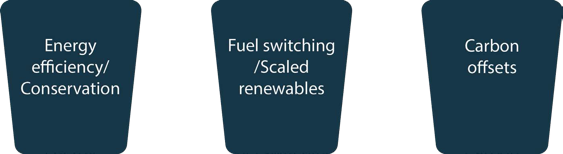 Energy
efficiency/
Conservation
Fuel switching
/Scaled
renewables
Carbon
offsets